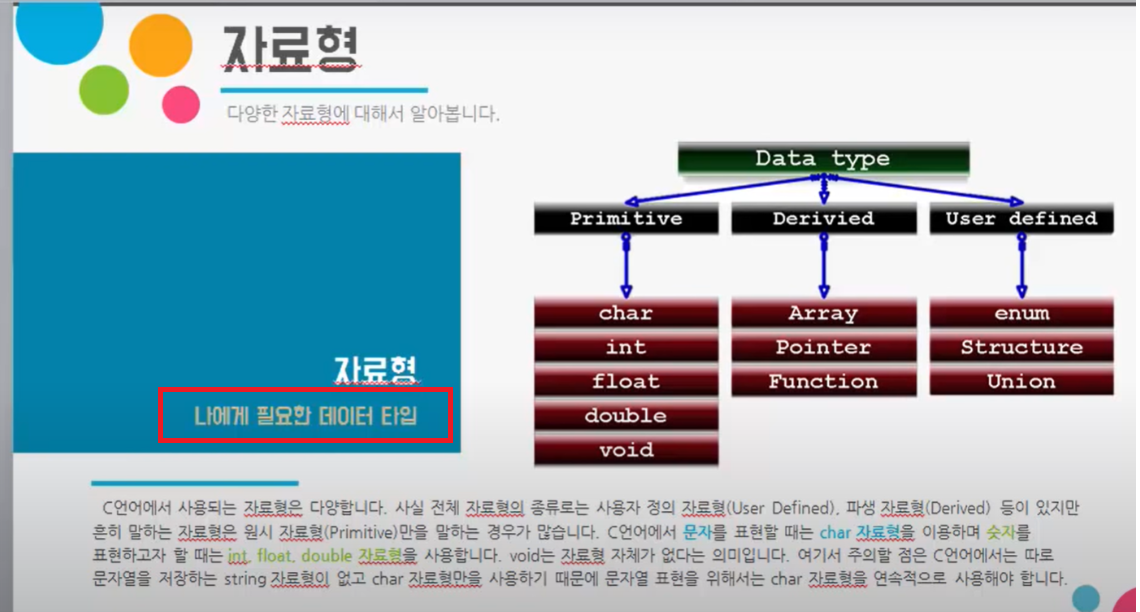 자료형
다양한 자료형에 대해서 알아봅니다.
Data type
Primitive Derivied User defined
char Array enum
int Pointer Structure
float Function Union
double
void
자료형
나에게 필요한 데이터 타입
C언어에서 사용되는 자료형은 다양합니다. 사실 전체 자료형의 종류로는 사용자 정의 자료형(User Defined), 파생 자료형(Derived) 등이 있지만
흔히 말하는 자료형은 원시 자료형(Primitive)만을 말하는 경우가 많습니다. C언어에서 문자를 표현할 때는 char 자료형을 이용하며 숫자를
표현하고자 할 때는 int, float, double 자료형을 사용합니다. void는 자료형 자체가 없다는 의미입니다. 여기서 주의할 점은 C언어에서는 따로
문자열을 저장하는 string 자료형이 없고 char 자료형만을 사용하기 때문에 문자열 표현을 위해서는 char 자료형을 연속적으로 사용해야 합니다.